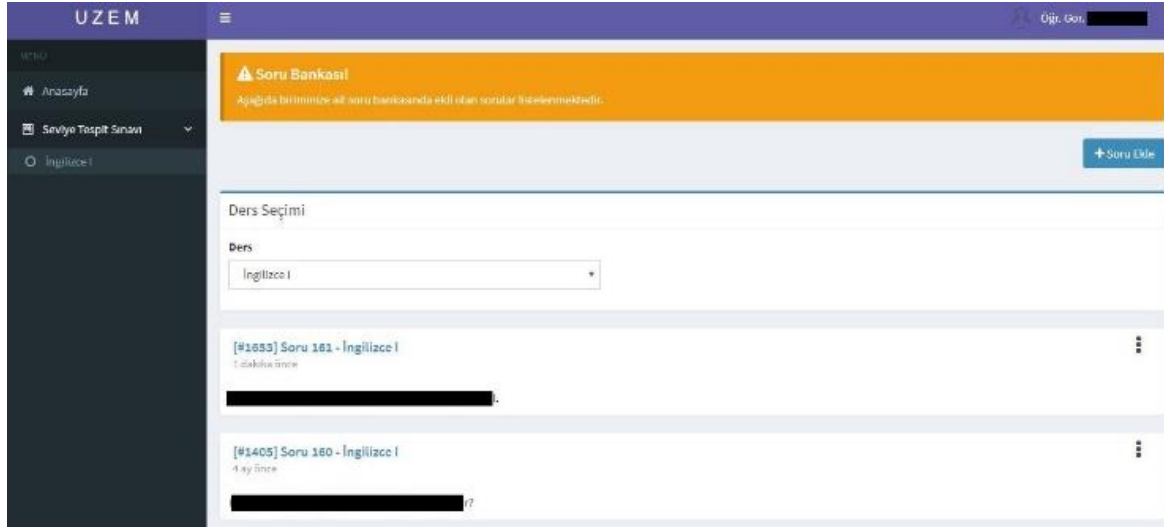 UZEM
Öğr. Gör.
MENÜ
Anasayfa
Seviye Tespit Sınavı
İngilizce I
Soru Bankası!
Aşağıda biriminize ait soru bankasında ekli olan sorular listelenmektedir.
+ Soru Ekle
Ders Seçimi
Ders
İngilizce I
[#1653] Soru 161 - İngilizce I
1 dakika önce
[#1405] Soru 160 - İngilizce I
4 ay önce
r?